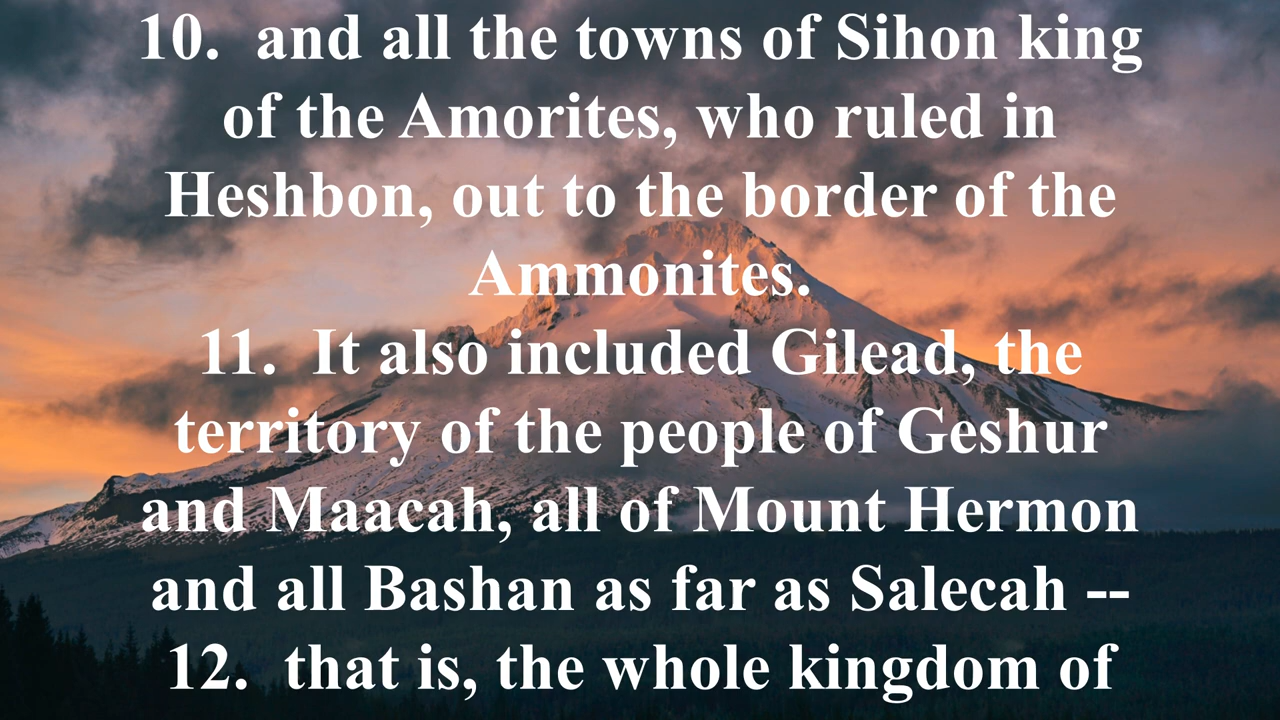 10.  and all the towns of Sihon king
of the Amorites, who ruled in
Heshbon, out to the border of the
Ammonites.
11.  It also included Gilead, the
territory of the people of Geshur
and Maacah, all of Mount Hermon
and all Bashan as far as Salecah --
12.  that is, the whole kingdom of